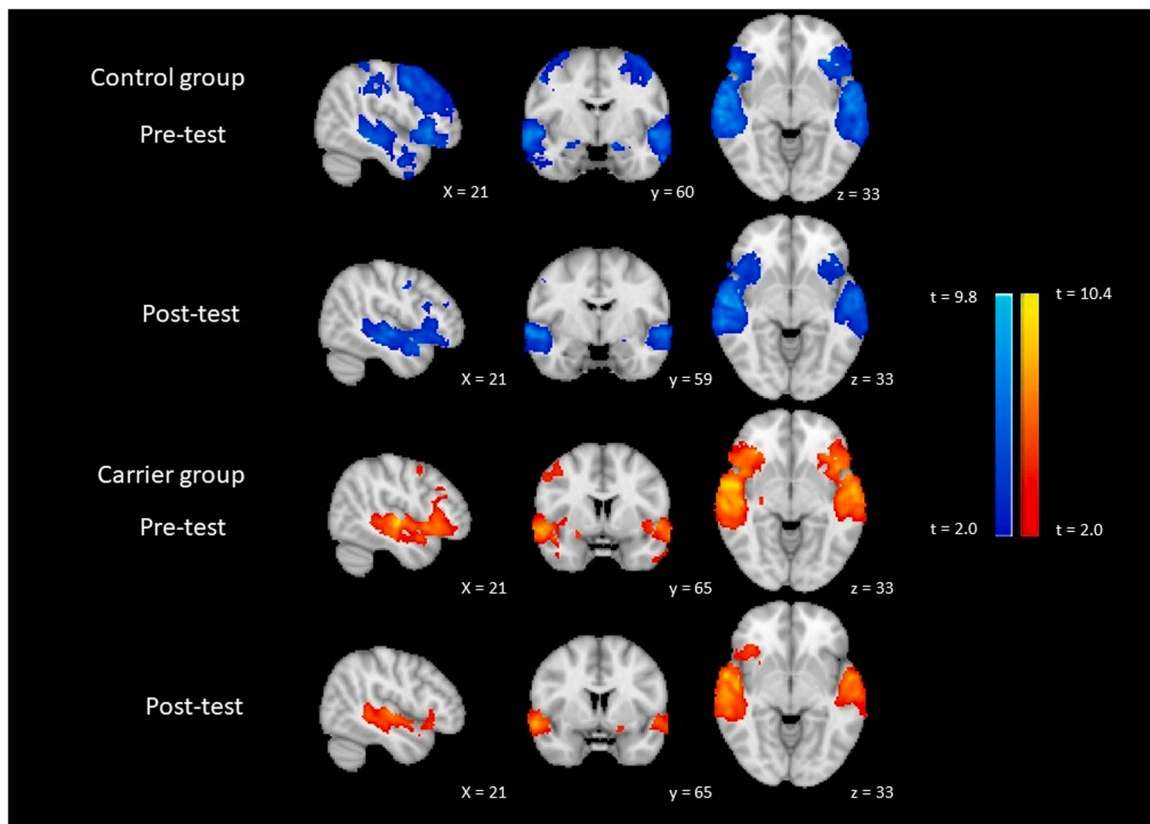 Control group
Pre-test
X = 21
y = 60
z = 33
Post-test
X = 21
y = 59
z = 33
t = 9.8
t = 10.4
t = 2.0
t = 2.0
Carrier group
Pre-test
X = 21
y = 65
z = 33
Post-test
X = 21
y = 65
z = 33